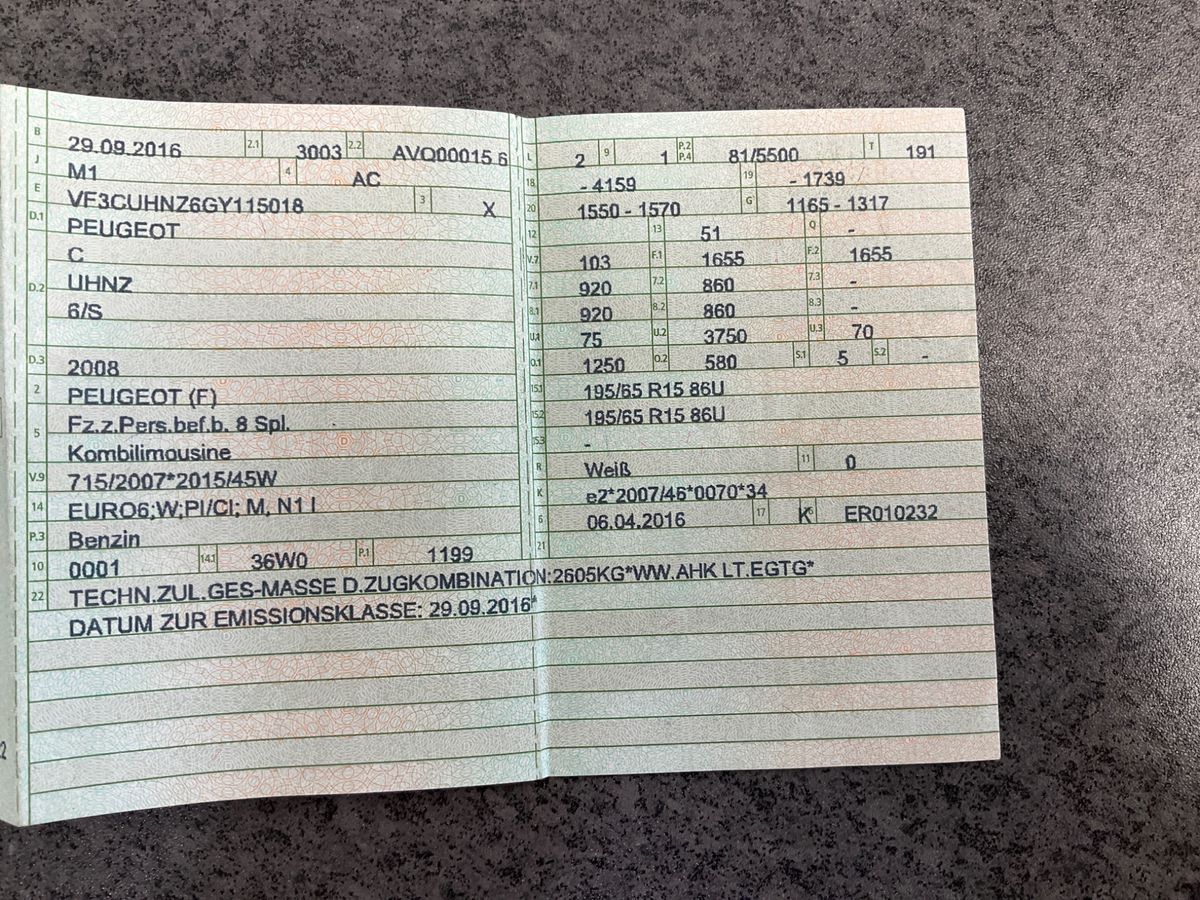 B 29.09.2016 2.1 3003 2.2 AVQ00015 6
J M1 4 AC
E VF3CUHNZ6GY115018 3 X
D.1 PEUGEOT
C
D.2 UHNZ
6/S
D.3 2008
2 PEUGEOT (F)
5 Fz.z.Pers.bef.b. 8 Spl.
Kombilimousine
V.9 715/2007*2015/45W
14 EURO6;W;PI/CI; M, N1 I
P.3 Benzin
10 0001 14.1 36W0 P.1 1199
22 TECHN.ZUL.GES-MASSE D.ZUGKOMBINATION:2605KG*WW.AHK LT.EGTG*
DATUM ZUR EMISSIONSKLASSE: 29.09.2016*
L 2 9 1 P.2 P.4 81/5500 T 191
18 - 4159 19 - 1739
20 1550 - 1570 G 1165 - 1317
12 13 51 Q -
V.7 103 F.1 1655 F.2 1655
7.1 920 7.2 860 7.3 -
8.1 920 8.2 860 8.3 -
U.1 75 U.2 3750 U.3 70
O.1 1250 O.2 580 S.1 5 S.2 -
15.1 195/65 R15 86U
15.2 195/65 R15 86U
15.3 -
R Weiß 11 0
K e2*2007/46*0070*34
6 06.04.2016 17 K 16 ER010232
21